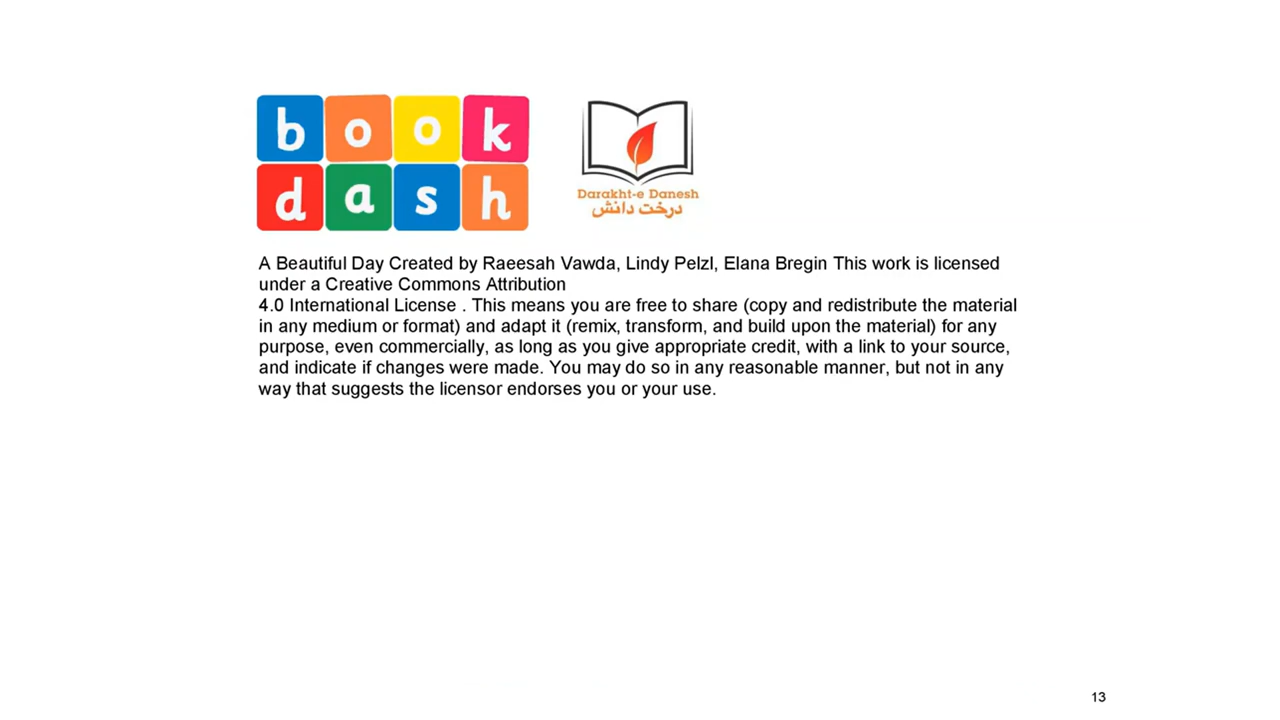 book
dash
Darakht-e Danesh
درخت دانش
A Beautiful Day Created by Raeesah Vawda, Lindy Pelzl, Elana Bregin This work is licensed
under a Creative Commons Attribution
4.0 International License . This means you are free to share (copy and redistribute the material
in any medium or format) and adapt it (remix, transform, and build upon the material) for any
purpose, even commercially, as long as you give appropriate credit, with a link to your source,
and indicate if changes were made. You may do so in any reasonable manner, but not in any
way that suggests the licensor endorses you or your use.
13